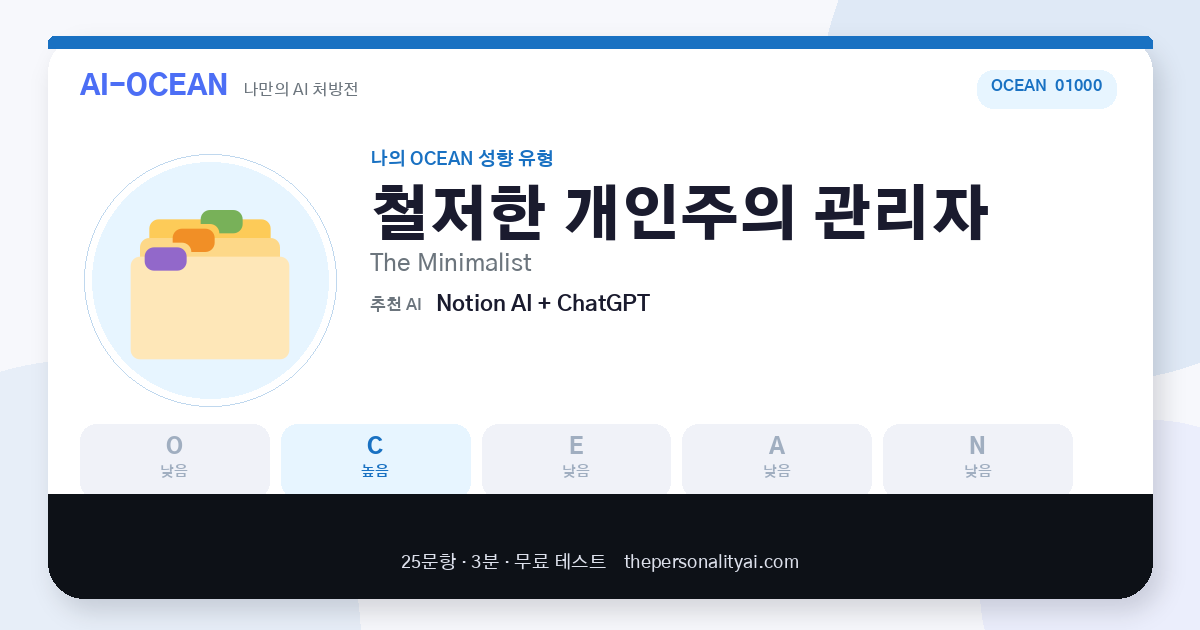 AI-OCEAN 나만의 AI 처방전
OCEAN 01000
나의 OCEAN 성향 유형
철저한 개인주의 관리자
The Minimalist
추천 AI Notion AI + ChatGPT
O C E A N
낮음 높음 낮음 낮음 낮음
25문항 · 3분 · 무료 테스트 thepersonalityai.com